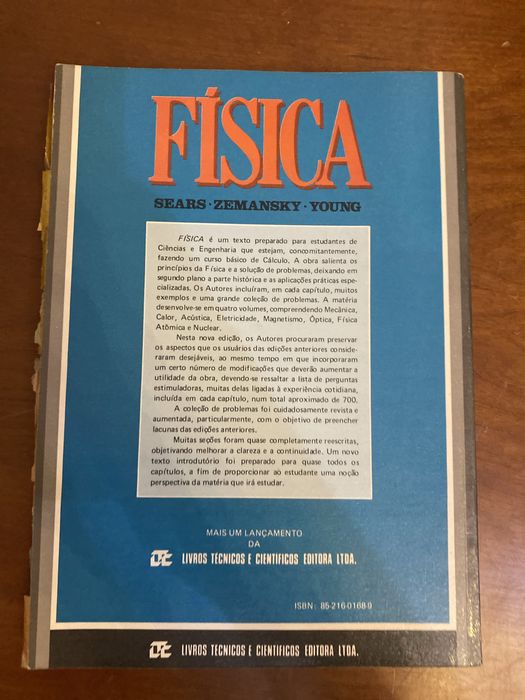 FÍSICA
SEARS · ZEMANSKY · YOUNG
FÍSICA é um texto preparado para estudantes de
Ciências e Engenharia que estejam, concomitantemente,
fazendo um curso básico de Cálculo. A obra salienta os
princípios da Física e a solução de problemas, deixando em
segundo plano a parte histórica e as aplicações práticas espe-
cializadas. Os Autores incluíram, em cada capítulo, muitos
exemplos e uma grande coleção de problemas. A matéria
desenvolve-se em quatro volumes, compreendendo Mecânica,
Calor, Acústica, Eletricidade, Magnetismo, Óptica, Física
Atômica e Nuclear.
Nesta nova edição, os Autores procuraram preservar
os aspectos que os usuários das edições anteriores conside-
raram desejáveis, ao mesmo tempo em que incorporaram
um certo número de modificações que deverão aumentar a
utilidade da obra, devendo-se ressaltar a lista de perguntas
estimuladoras, muitas delas ligadas à experiência cotidiana,
incluída em cada capítulo, num total aproximado de 700.
A coleção de problemas foi cuidadosamente revista e
aumentada, particularmente, com o objetivo de preencher
lacunas das edições anteriores.
Muitas seções foram quase completamente reescritas,
objetivando melhorar a clareza e a continuidade. Um novo
texto introdutório foi preparado para quase todos os
capítulos, a fim de proporcionar ao estudante uma noção
perspectiva da matéria que irá estudar.
MAIS UM LANÇAMENTO
DA
LTC LIVROS TÉCNICOS E CIENTÍFICOS EDITORA LTDA.
ISBN: 85-216-0168-9
LTC LIVROS TÉCNICOS E CIENTÍFICOS EDITORA LTDA.